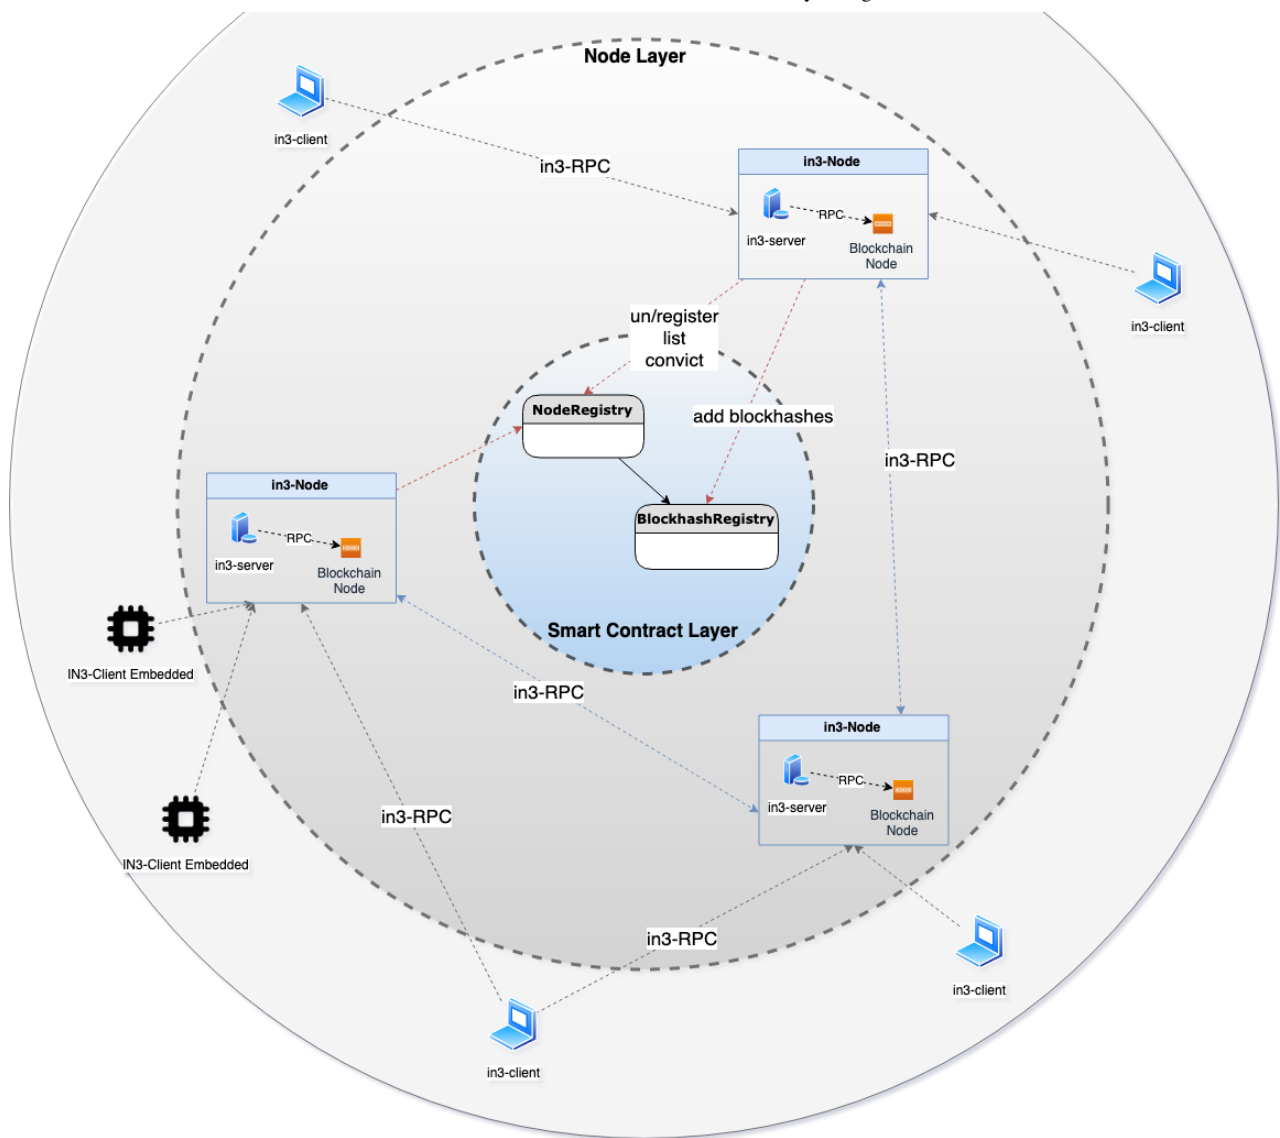 Node Layer
in3-client
in3-RPC
in3-Node
RPC
in3-server
Blockchain
Node
in3-client
un/register
list
convict
NodeRegistry
add blockhashes
in3-RPC
in3-Node
RPC
in3-server
Blockchain
Node
BlockhashRegistry
Smart Contract Layer
IN3-Client Embedded
in3-RPC
in3-Node
RPC
in3-server
Blockchain
Node
in3-RPC
IN3-Client Embedded
in3-RPC
in3-client
in3-client